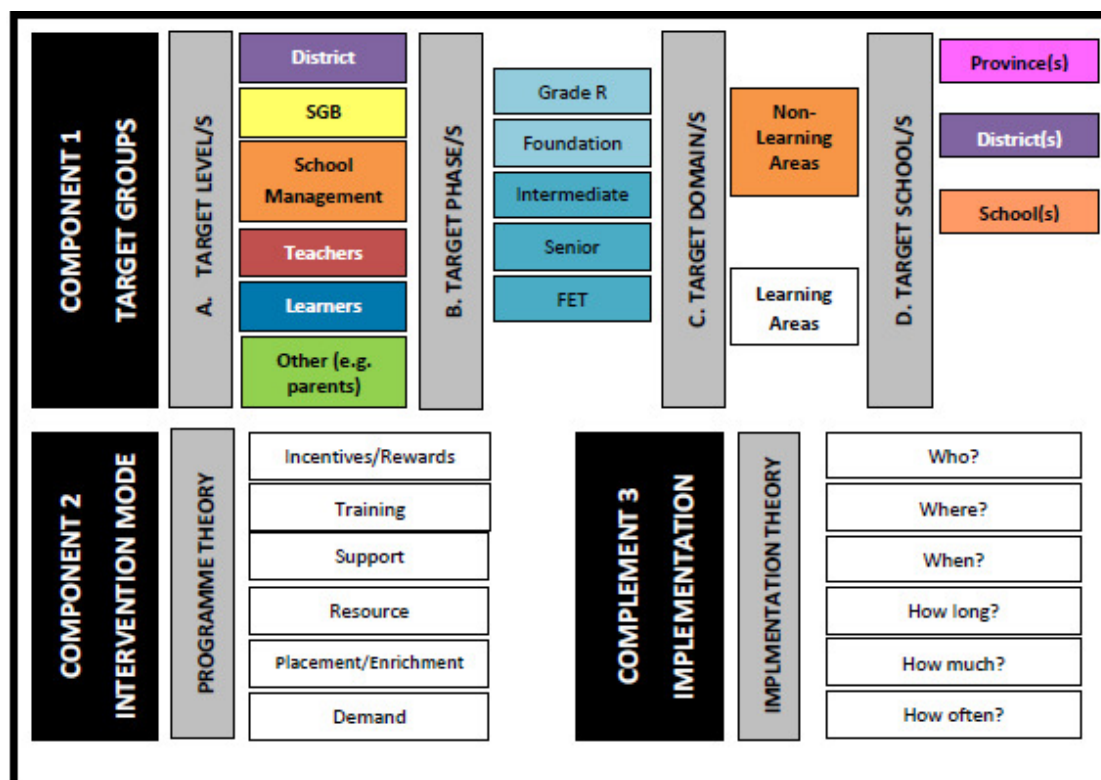 COMPONENT 1
TARGET GROUPS
A. TARGET LEVEL/S
District
SGB
School
Management
Teachers
Learners
Other (e.g.
parents)
B. TARGET PHASE/S
Grade R
Foundation
Intermediate
Senior
FET
C. TARGET DOMAIN/S
Non-
Learning
Areas
Learning
Areas
D. TARGET SCHOOL/S
Province(s)
District(s)
School(s)
COMPONENT 2
INTERVENTION MODE
PROGRAMME THEORY
Incentives/Rewards
Training
Support
Resource
Placement/Enrichment
Demand
COMPLEMENT 3
IMPLEMENTATION
IMPLMENTATION THEORY
Who?
Where?
When?
How long?
How much?
How often?